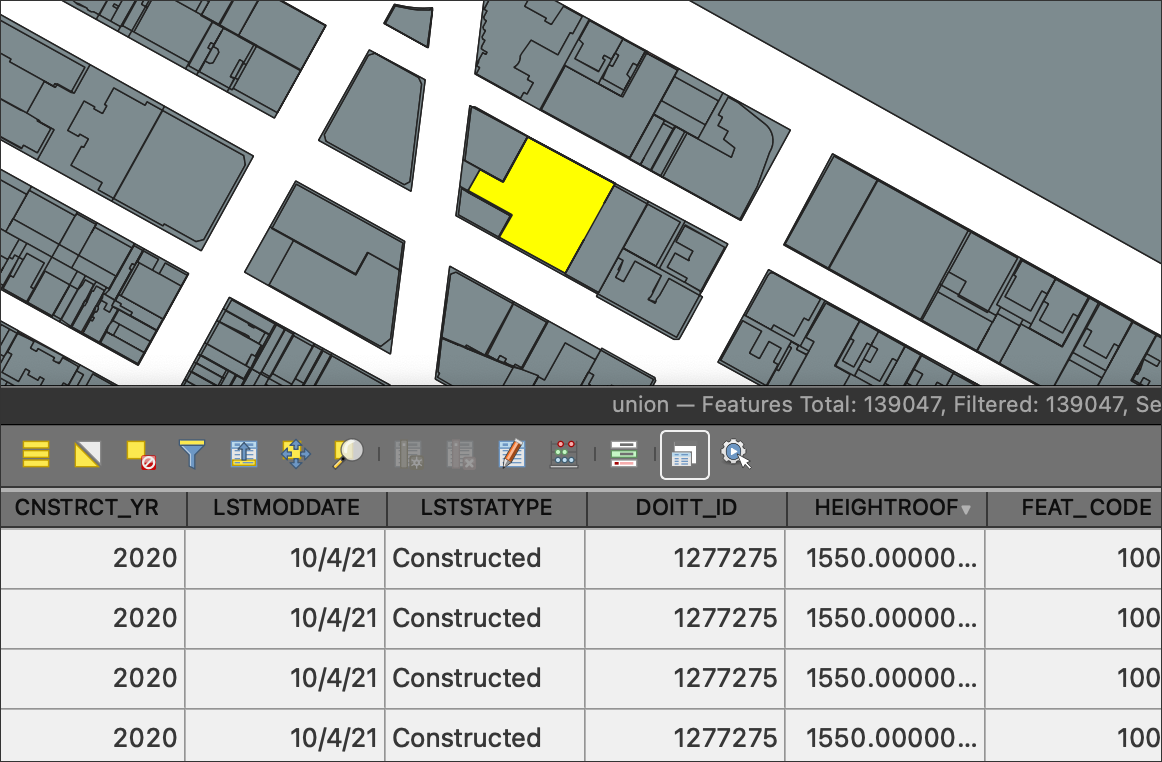 union — Features Total: 139047, Filtered: 139047, Se
CNSTRCT_YR LSTMODDATE LSTSTATYPE DOITT_ID HEIGHTROOF FEAT_CODE
2020 10/4/21 Constructed 1277275 1550.00000... 100
2020 10/4/21 Constructed 1277275 1550.00000... 100
2020 10/4/21 Constructed 1277275 1550.00000... 100
2020 10/4/21 Constructed 1277275 1550.00000... 100